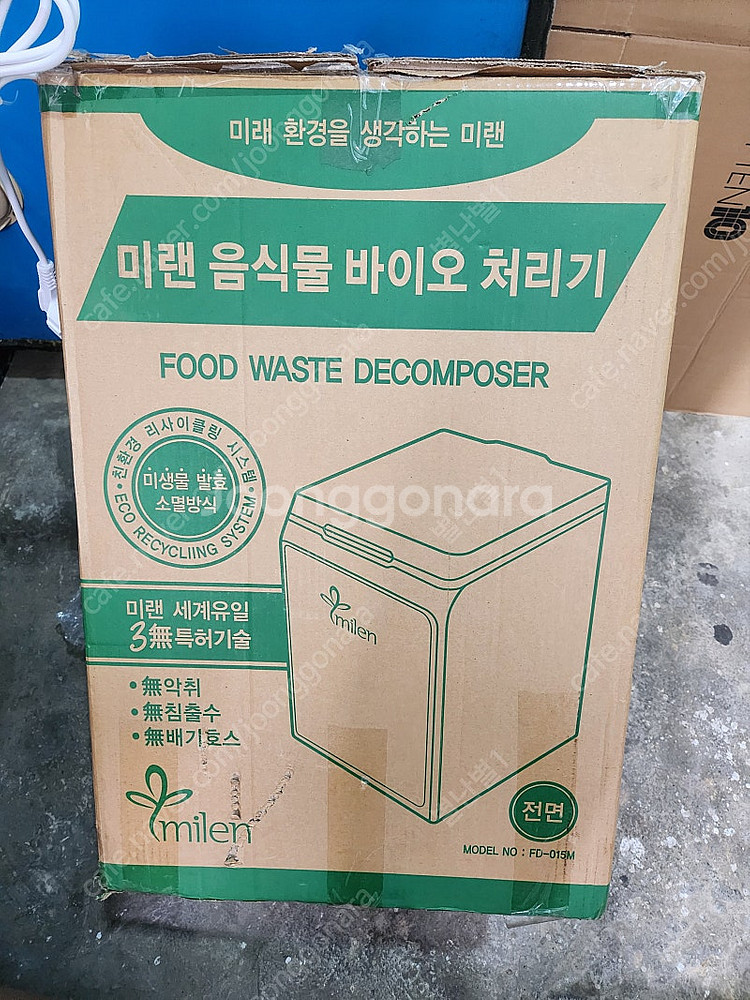 미래 환경을 생각하는 미랜
미랜 음식물 바이오 처리기
FOOD WASTE DECOMPOSER
친환경 리사이클링 시스템
미생물 발효
소멸방식
ECO RECYCLIING SYSTEM
joonggonara
미랜 세계유일
3無특허기술
•無악취
•無침출수
•無배기호스
milen
milen
전면
MODEL NO : FD-015M